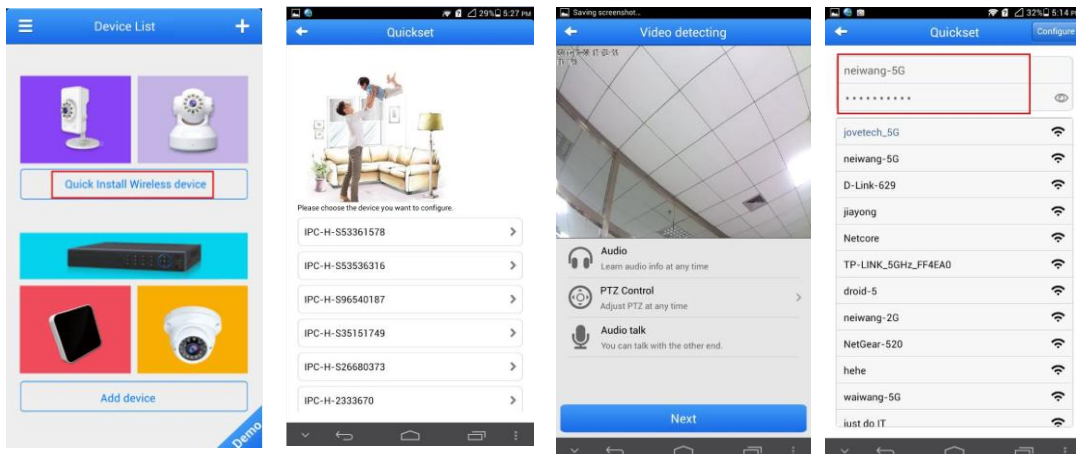 Device List
Quick Install Wireless device
Add device
Demo
29% 5:27 PM
Quickset
Please choose the device you want to configure.
IPC-H-S53361578
IPC-H-S53536316
IPC-H-S96540187
IPC-H-S35151749
IPC-H-S26680373
IPC-H-2333670
Saving screenshot...
Video detecting
Audio
Learn audio info at any time
PTZ Control
Adjust PTZ at any time
Audio talk
You can talk with the other end.
Next
32% 5:14 PM
Quickset
Configure
neiwang-5G
jovetech_5G
neiwang-5G
D-Link-629
jiayong
Netcore
TP-LINK_5GHz_FF4EA0
droid-5
neiwang-2G
NetGear-520
hehe
waiwang-5G
just do IT